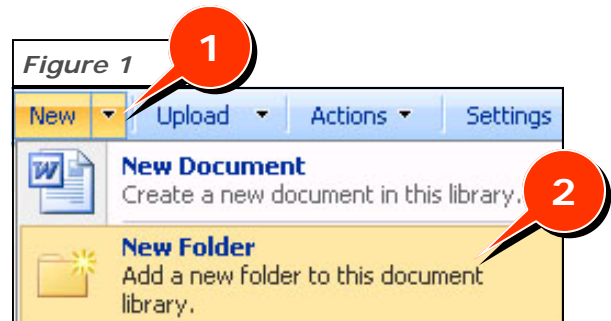 Figure 1
1
New Upload Actions Settings
New Document
Create a new document in this library.
2
New Folder
Add a new folder to this document
library.